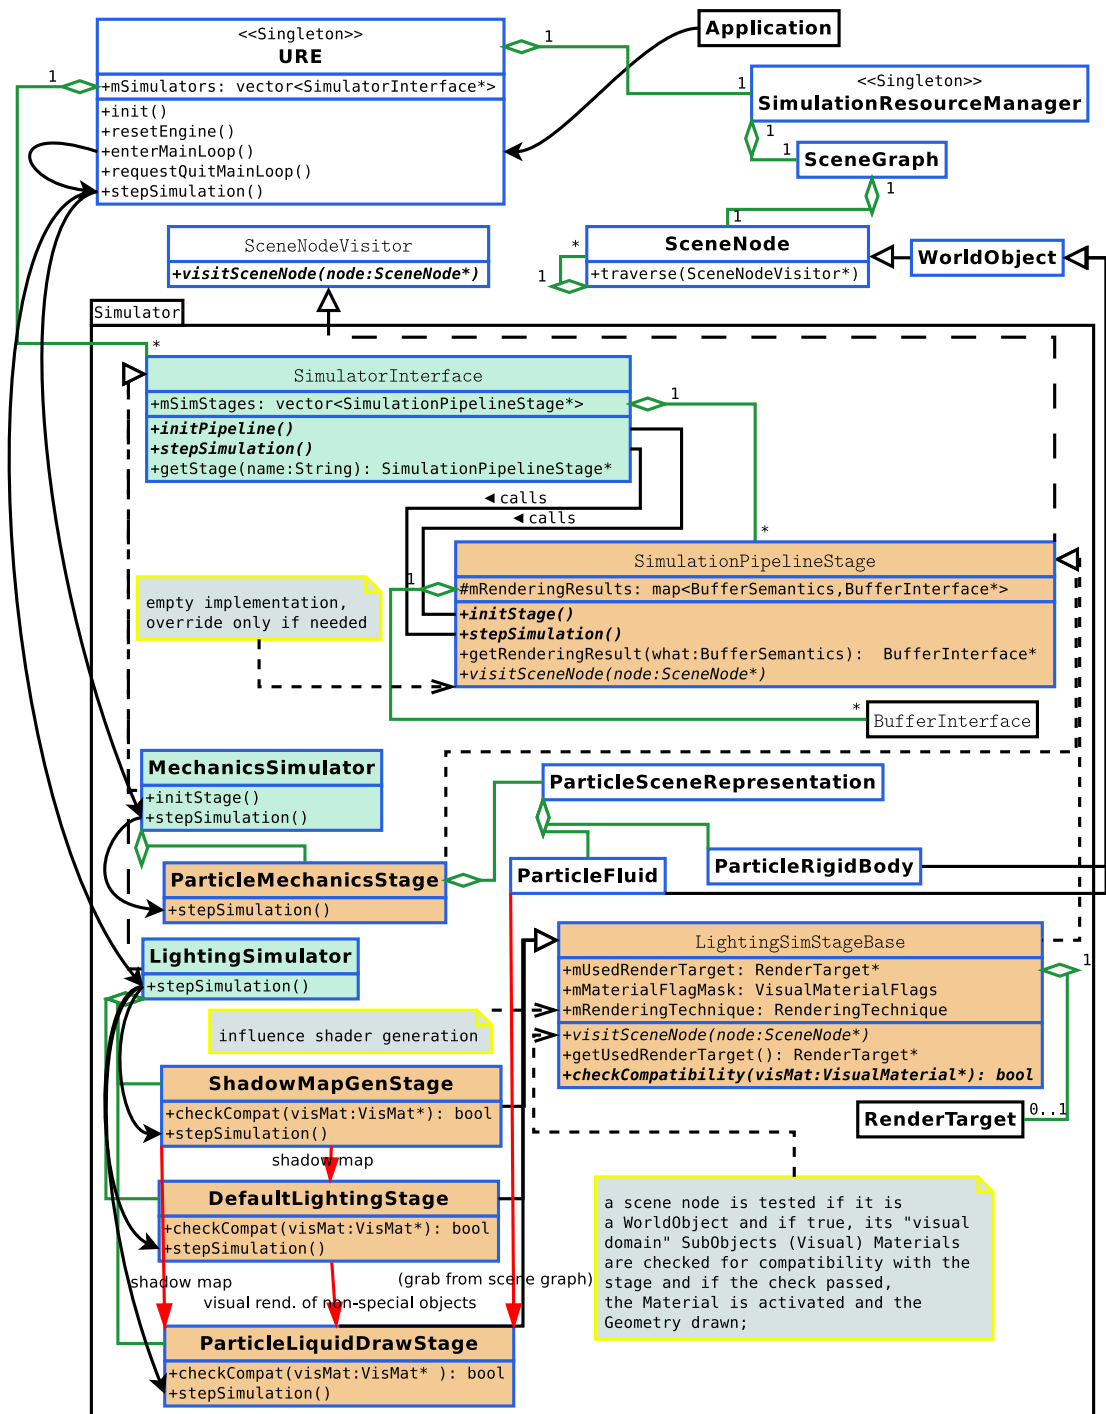 <<Singleton>>
URE
+mSimulators: vector<SimulatorInterface*>
+init()
+resetEngine()
+enterMainLoop()
+requestQuitMainLoop()
+stepSimulation()
1
1
Application
1
<<Singleton>>
SimulationResourceManager
1
1
SceneGraph
1
1
SceneNode
+traverse(SceneNodeVisitor*)
*
1
WorldObject
SceneNodeVisitor
+visitSceneNode(node:SceneNode*)
Simulator
*
SimulatorInterface
+mSimStages: vector<SimulationPipelineStage*>
+initPipeline()
+stepSimulation()
+getStage(name:String): SimulationPipelineStage*
1
◄ calls
◄ calls
*
SimulationPipelineStage
#mRenderingResults: map<BufferSemantics,BufferInterface*>
+initStage()
+stepSimulation()
+getRenderingResult(what:BufferSemantics):  BufferInterface*
+visitSceneNode(node:SceneNode*)
1
empty implementation,
override only if needed
*
BufferInterface
MechanicsSimulator
+initStage()
+stepSimulation()
ParticleSceneRepresentation
ParticleMechanicsStage
+stepSimulation()
ParticleFluid
ParticleRigidBody
LightingSimulator
+stepSimulation()
LightingSimStageBase
+mUsedRenderTarget: RenderTarget*
+mMaterialFlagMask: VisualMaterialFlags
+mRenderingTechnique: RenderingTechnique
+visitSceneNode(node:SceneNode*)
+getUsedRenderTarget(): RenderTarget*
+checkCompatibility(visMat:VisualMaterial*): bool
1
influence shader generation
ShadowMapGenStage
+checkCompat(visMat:VisMat*): bool
+stepSimulation()
RenderTarget
0..1
shadow map
DefaultLightingStage
+checkCompat(visMat:VisMat*): bool
+stepSimulation()
a scene node is tested if it is
a WorldObject and if true, its "visual
domain" SubObjects (Visual) Materials
are checked for compatibility with the
stage and if the check passed,
the Material is activated and the
Geometry drawn;
shadow map
(grab from scene graph)
visual rend. of non-special objects
ParticleLiquidDrawStage
+checkCompat(visMat:VisMat* ): bool
+stepSimulation()